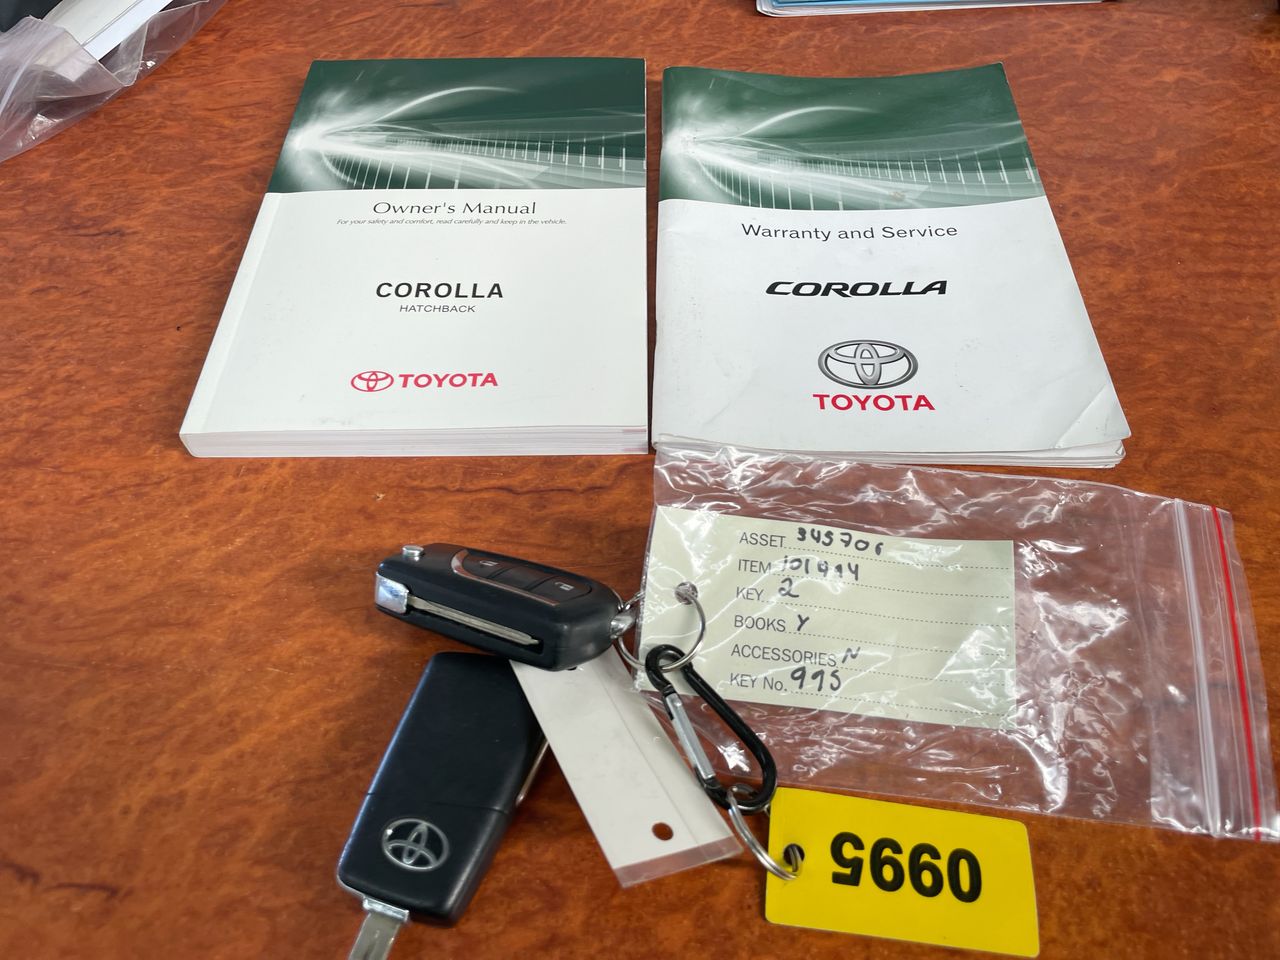 Owner's Manual
For your safety and comfort, read carefully and keep in the vehicle.
COROLLA
HATCHBACK
TOYOTA
Warranty and Service
COROLLA
TOYOTA
ASSET 345706
ITEM
KEY 2
BOOKS Y
ACCESSORIES N
KEY No. 995
0995